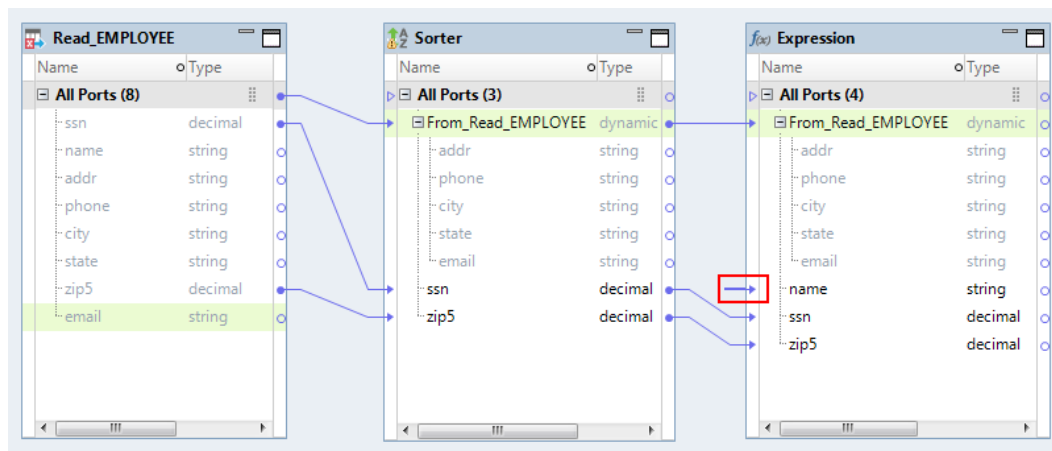 Read_EMPLOYEE
Name Type
All Ports (8)
ssn decimal
name string
addr string
phone string
city string
state string
zip5 decimal
email string
Sorter
Name Type
All Ports (3)
From_Read_EMPLOYEE dynamic
addr string
phone string
city string
state string
email string
ssn decimal
zip5 decimal
f(x) Expression
Name Type
All Ports (4)
From_Read_EMPLOYEE dynamic
addr string
phone string
city string
state string
email string
name string
ssn decimal
zip5 decimal